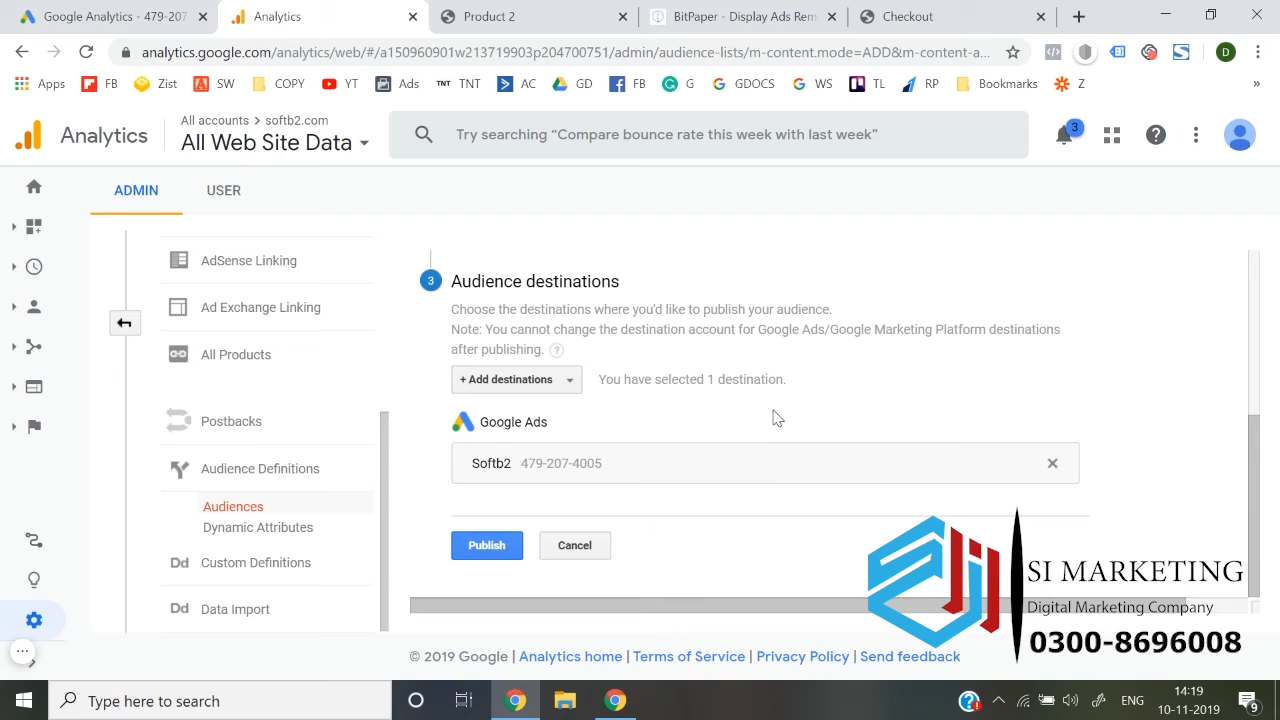 Google Analytics - 479-207
Analytics
Product 2
BitPaper - Display Ads Rem
Checkout
analytics.google.com/analytics/web/#/a150960901w213719903p204700751/admin/audience-lists/m-content.mode=ADD&m-content-a...
D
Apps
FB
Zist
SW
COPY
YT
Ads
TNT
TNT
AC
GD
FB
G
GDOCS
WS
TL
RP
Bookmarks
Z
»
Analytics
All accounts > softb2.com
All Web Site Data
Try searching “Compare bounce rate this week with last week”
3
ADMIN
USER
AdSense Linking
Ad Exchange Linking
All Products
Postbacks
Audience Definitions
Audiences
Dynamic Attributes
Dd Custom Definitions
Dd Data Import
3 Audience destinations
Choose the destinations where you'd like to publish your audience.
Note: You cannot change the destination account for Google Ads/Google Marketing Platform destinations
after publishing. ?
+ Add destinations
You have selected 1 destination.
Google Ads
Softb2 479-207-4005
Publish
Cancel
SI MARKETING
Digital Marketing Company
0300-8696008
© 2019 Google | Analytics home | Terms of Service | Privacy Policy | Send feedback
Type here to search
ENG
14:19
10-11-2019
9